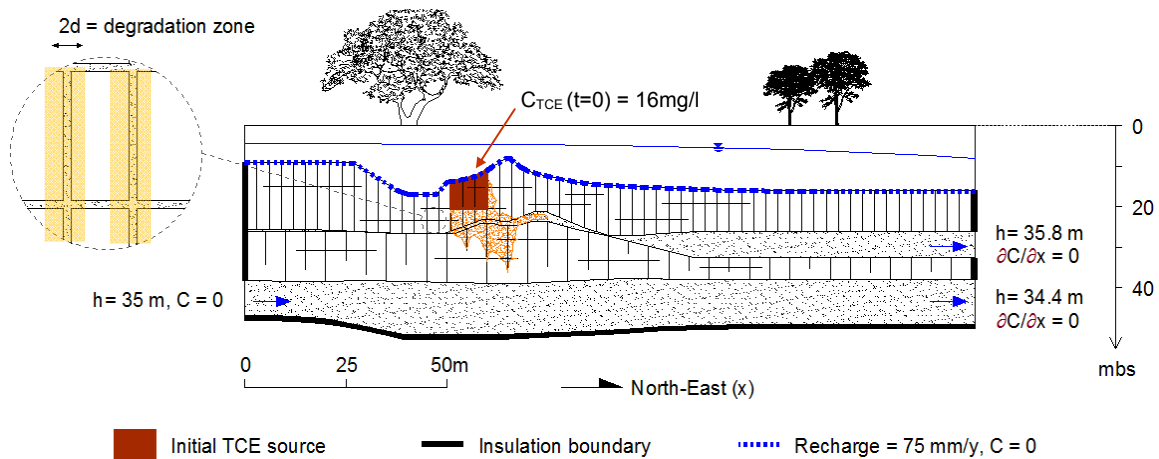 2d = degradation zone
C_TCE (t=0) = 16mg/l
0
20
h= 35.8 m
∂C/∂x = 0
h= 35 m, C = 0
40
h= 34.4 m
∂C/∂x = 0
0 25 50m
mbs
North-East (x)
Initial TCE source
Insulation boundary
Recharge = 75 mm/y, C = 0